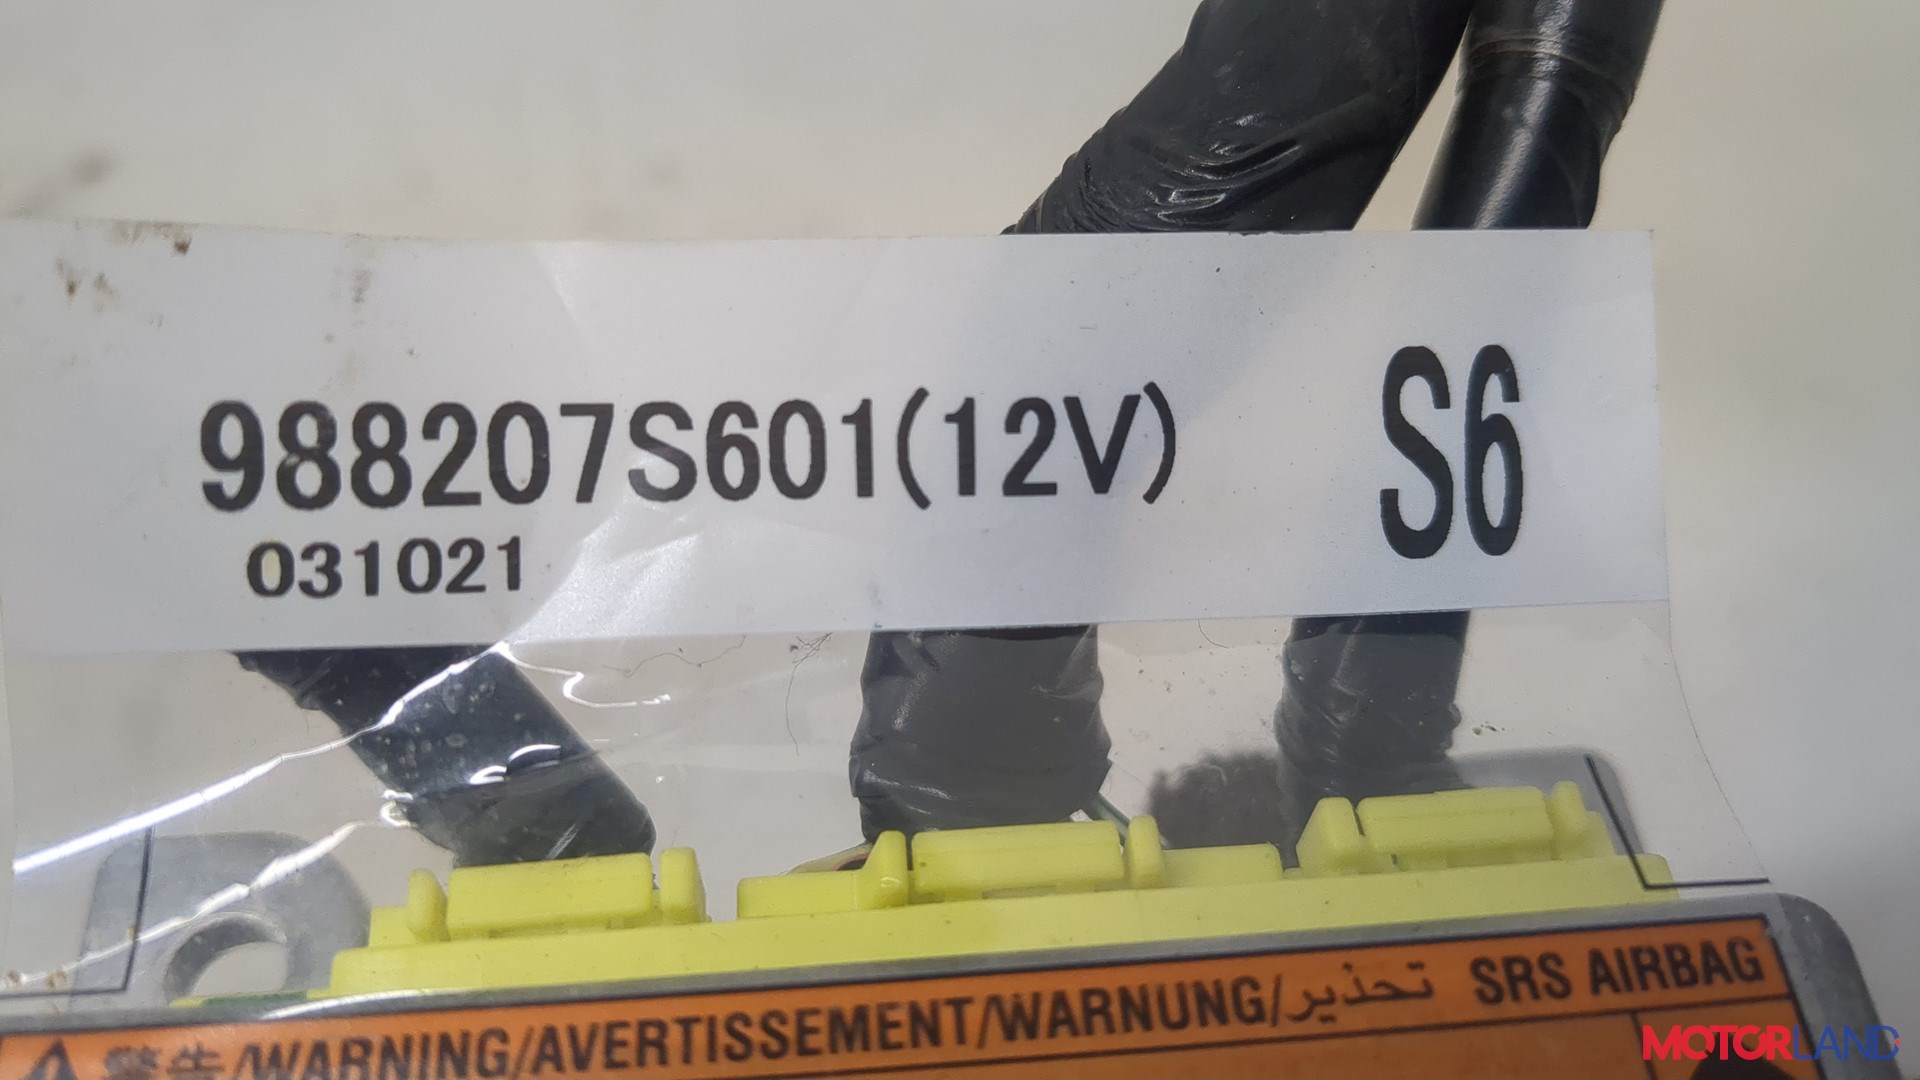 988207S601(12V) S6
031021
警告/WARNING/AVERTISSEMENT/WARNUNG/تحذير SRS AIRBAG
MOTORLAND